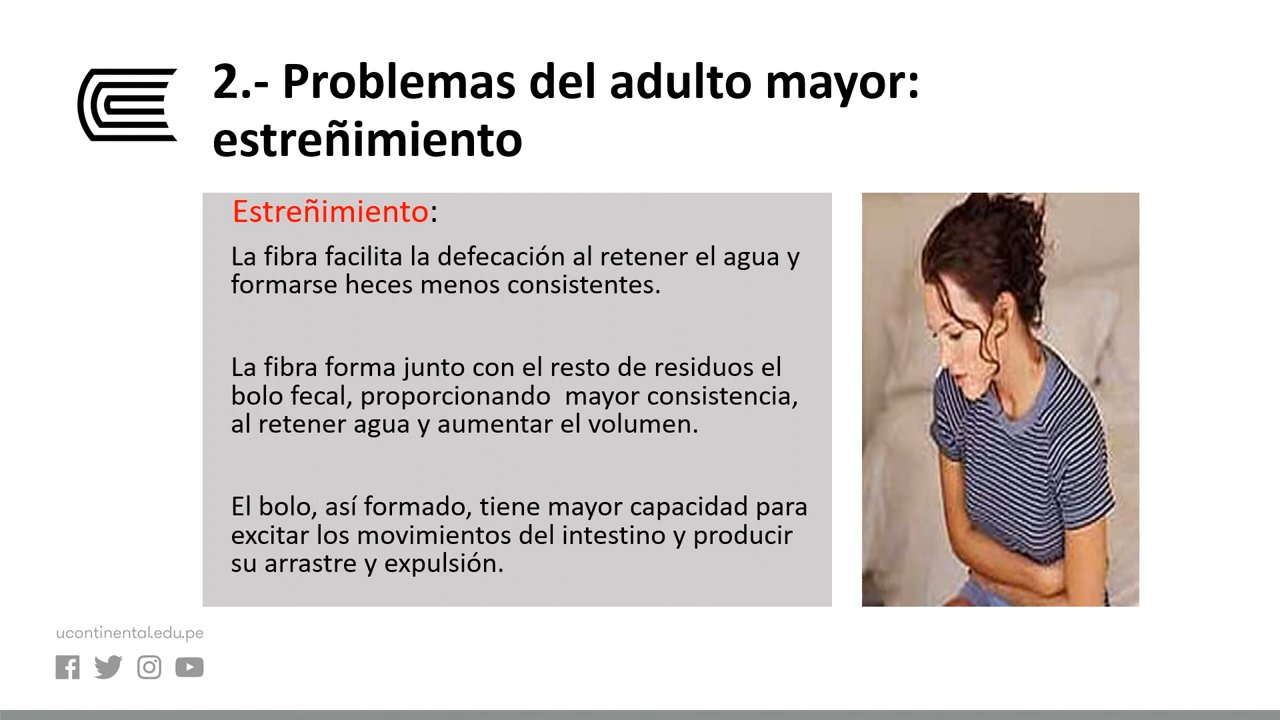 2.- Problemas del adulto mayor:
estreñimiento
Estreñimiento:
La fibra facilita la defecación al retener el agua y
formarse heces menos consistentes.
La fibra forma junto con el resto de residuos el
bolo fecal, proporcionando  mayor consistencia,
al retener agua y aumentar el volumen.
El bolo, así formado, tiene mayor capacidad para
excitar los movimientos del intestino y producir
su arrastre y expulsión.
ucontinental.edu.pe